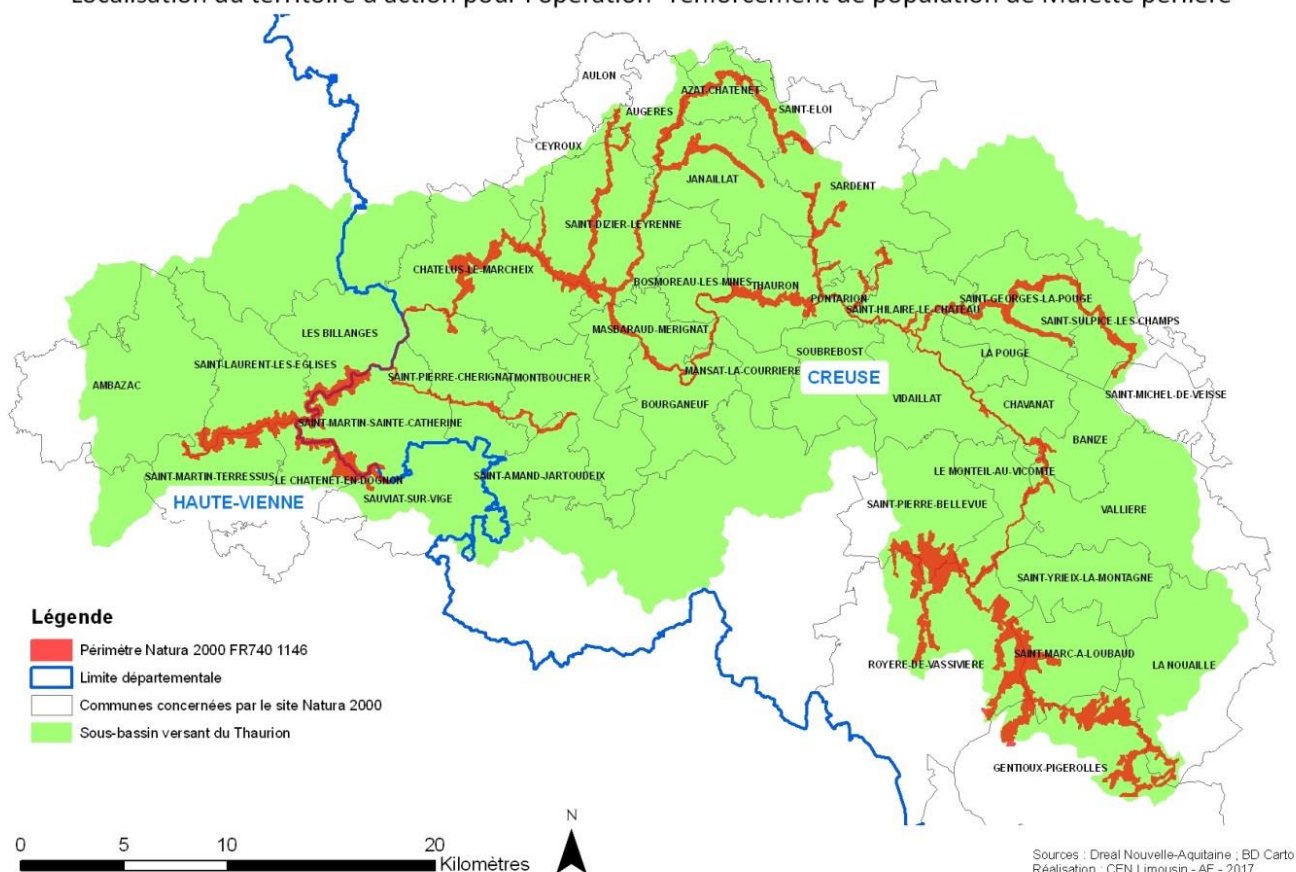 Localisation du territoire d'action pour l'opération "renforcement de population de Mulette perlière"
AULON
AZAT-CHATENET
AUGERES
SAINT-ELOI
CEYROUX
JANAILLAT
SARDENT
SAINT-DIZIER-LEYRENNE
CHATELUS-LE-MARCHEIX
BOSMOREAU-LES-MINES
THAURON
PONTARION
SAINT-GEORGES-LA-POUGE
SAINT-HILAIRE-LE-CHATEAU
SAINT-SULPICE-LES-CHAMPS
LES BILLANGES
MASBARAUD-MERIGNAT
SOUBREBOST
LA POUGE
SAINT-LAURENT-LES-EGLISES
SAINT-PIERRE-CHERIGNAT
MONTBOUCHER
MANSAT-LA-COURRIERE
CREUSE
AMBAZAC
SAINT-MICHEL-DE-VEISSE
BOURGANEUF
VIDAILLAT
CHAVANAT
SAINT-MARTIN-SAINTE-CATHERINE
BANIZE
SAINT-MARTIN-TERRESSUS
LE CHATENET-EN-DOGNON
SAINT-AMAND-JARTOUDEIX
LE MONTEIL-AU-VICOMTE
HAUTE-VIENNE
SAUVIAT-SUR-VIGE
SAINT-PIERRE-BELLEVUE
VALLIERE
SAINT-YRIEIX-LA-MONTAGNE
SAINT-MARC-A-LOUBAUD
ROYERE-DE-VASSIVIERE
LA NOUAILLE
GENTIOUX-PIGEROLLES
Légende
Périmètre Natura 2000 FR740 1146
Limite départementale
Communes concernées par le site Natura 2000
Sous-bassin versant du Thaurion
0 5 10 20
Kilomètres
N
Sources : Dreal Nouvelle-Aquitaine ; BD Carto
Réalisation : CEN Limousin - AF - 2017